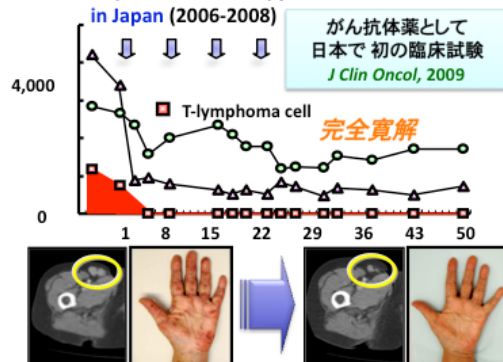 in Japan (2006-2008)
がん抗体薬として
日本で 初の臨床試験
J Clin Oncol, 2009
4,000
T-lymphoma cell
完全寛解
0
1 8 15 22 29 36 43 50